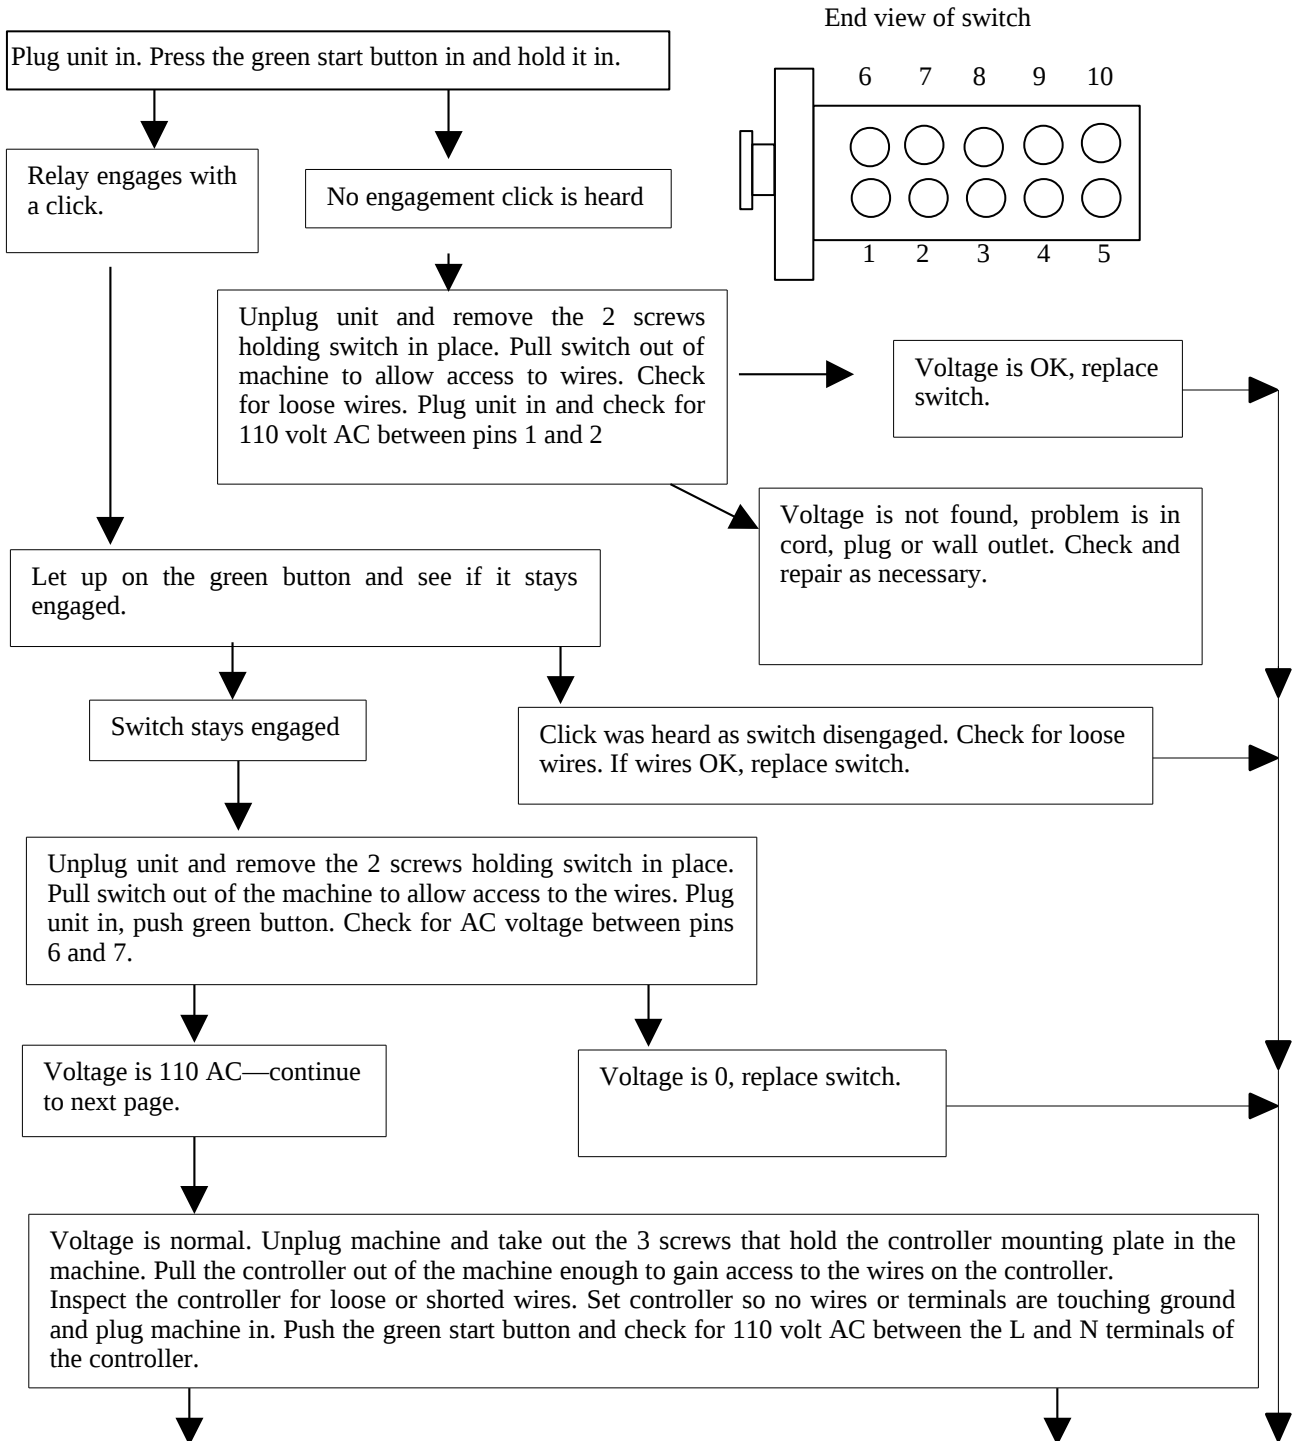 End view of switch
Plug unit in. Press the green start button in and hold it in.
6 7 8 9 10
Relay engages with
a click.
No engagement click is heard
1 2 3 4 5
Unplug unit and remove the 2 screws
holding switch in place. Pull switch out of
machine to allow access to wires. Check
for loose wires. Plug unit in and check for
110 volt AC between pins 1 and 2
Voltage is OK, replace
switch.
Voltage is not found, problem is in
cord, plug or wall outlet. Check and
repair as necessary.
Let up on the green button and see if it stays
engaged.
Switch stays engaged
Click was heard as switch disengaged. Check for loose
wires. If wires OK, replace switch.
Unplug unit and remove the 2 screws holding switch in place.
Pull switch out of the machine to allow access to the wires. Plug
unit in, push green button. Check for AC voltage between pins
6 and 7.
Voltage is 110 AC—continue
to next page.
Voltage is 0, replace switch.
Voltage is normal. Unplug machine and take out the 3 screws that hold the controller mounting plate in the
machine. Pull the controller out of the machine enough to gain access to the wires on the controller.
Inspect the controller for loose or shorted wires. Set controller so no wires or terminals are touching ground
and plug machine in. Push the green start button and check for 110 volt AC between the L and N terminals of
the controller.